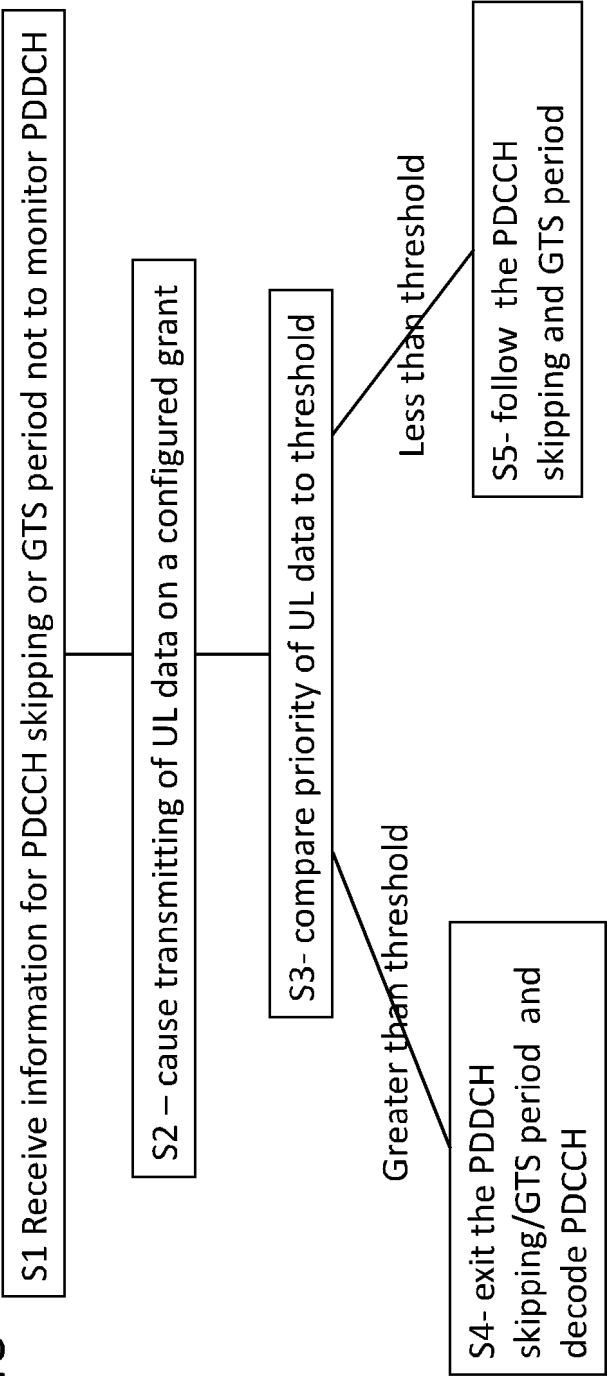 S1 Receive information for PDCCH skipping or GTS period not to monitor PDDCH
S2 – cause transmitting of UL data on a configured grant
S3- compare priority of UL data to threshold
Greater than threshold
Less than threshold
S4- exit the PDDCH
skipping/GTS period and
decode PDCCH
S5- follow the PDCCH
skipping and GTS period